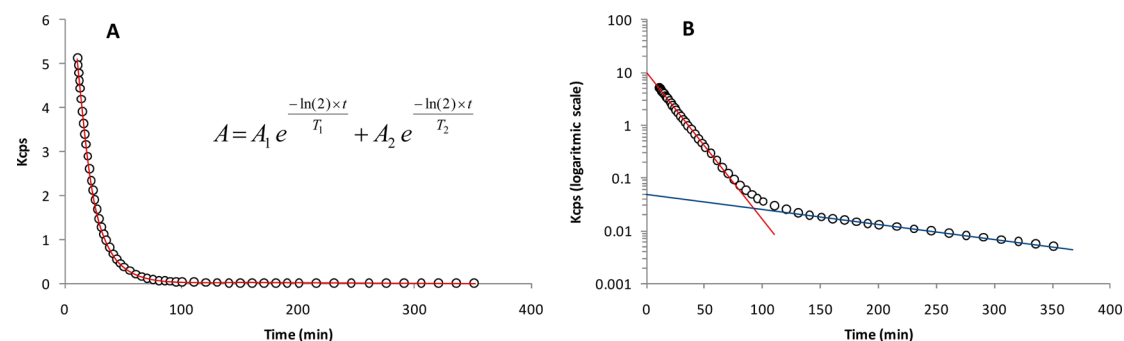 A
6
5
4
3
2
1
0
Kcps
A = A₁ e^(−ln(2)×t / T₁) + A₂ e^(−ln(2)×t / T₂)
0 100 200 300 400
Time (min)
B
100
10
1
0.1
0.01
0.001
Kcps (logaritmic scale)
0 50 100 150 200 250 300 350 400
Time (min)